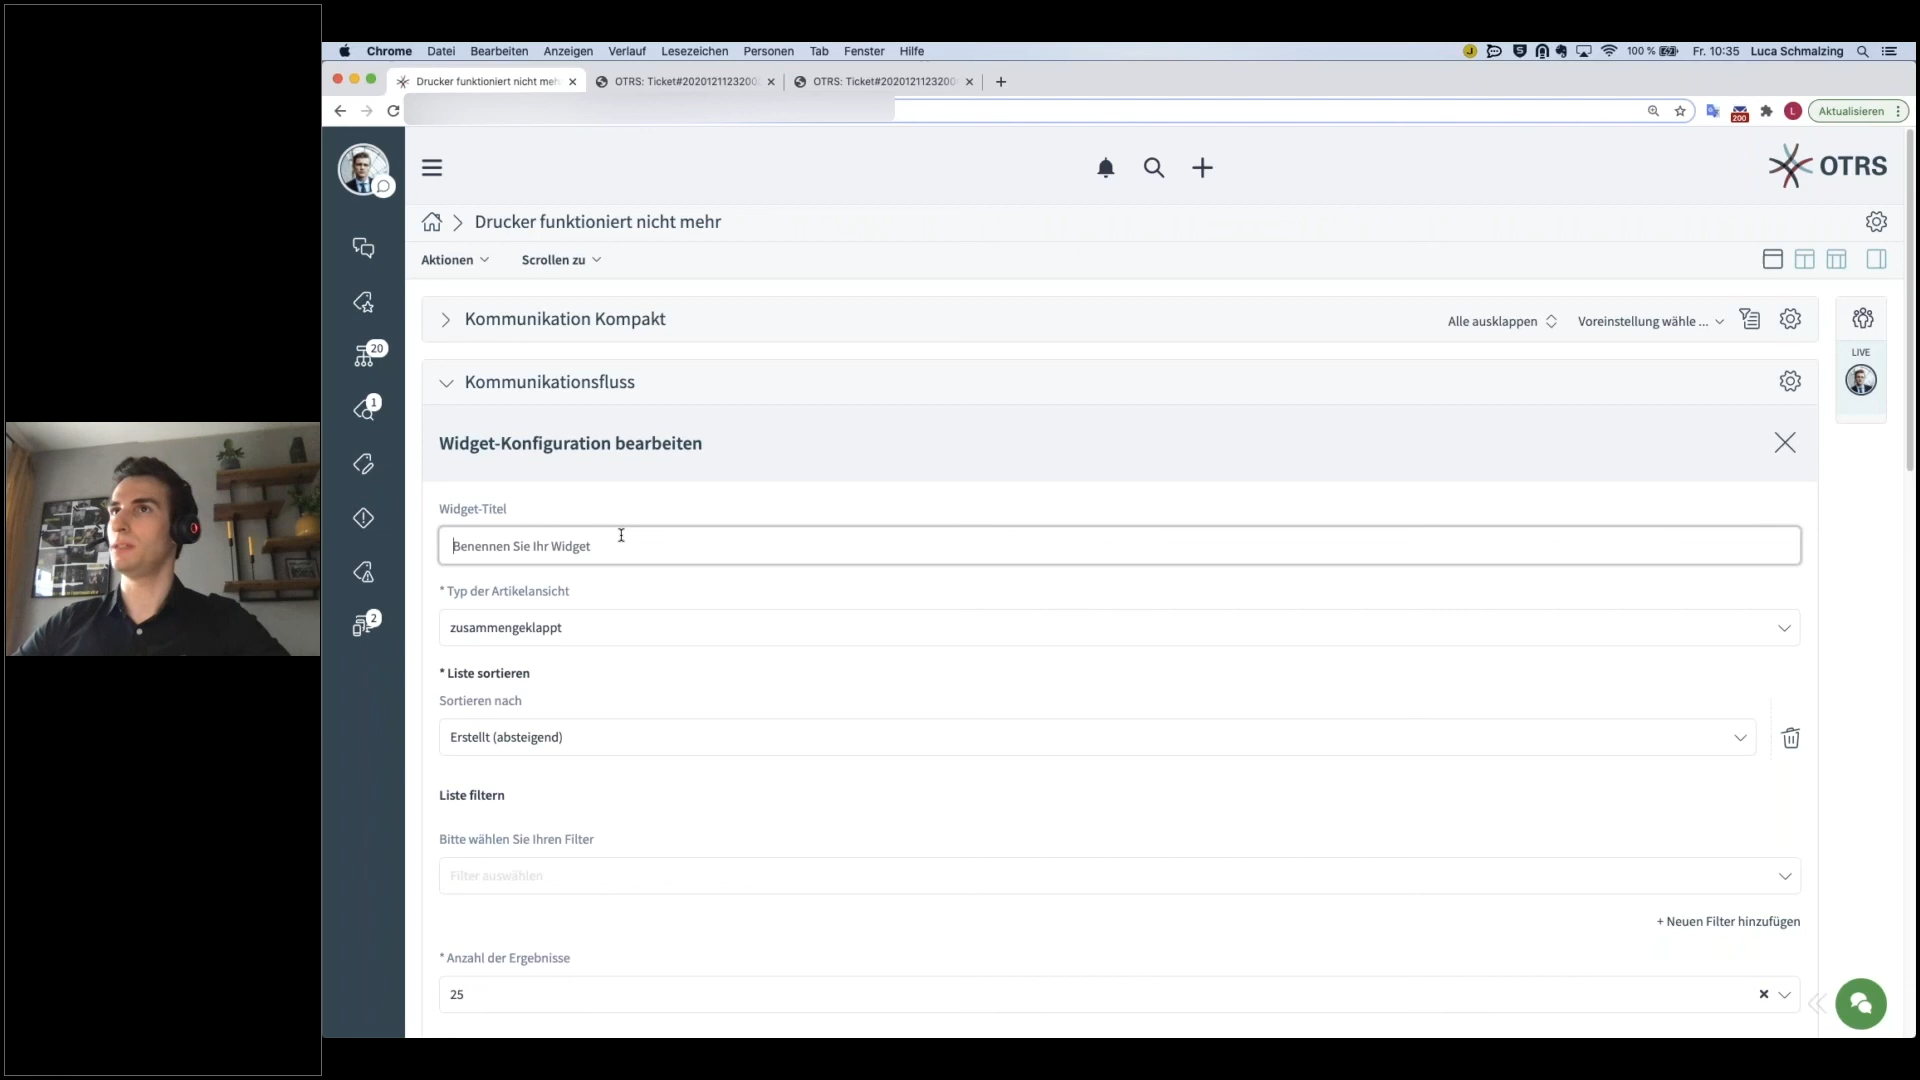 Chrome Datei Bearbeiten Anzeigen Verlauf Lesezeichen Personen Tab Fenster Hilfe
100 % Fr. 10:35 Luca Schmalzing
Drucker funktioniert nicht meh
OTRS: Ticket#2020121123200
OTRS: Ticket#2020121123200
200
L
Aktualisieren
OTRS
Drucker funktioniert nicht mehr
Aktionen
Scrollen zu
Kommunikation Kompakt
Alle ausklappen
Voreinstellung wähle ...
LIVE
20
Kommunikationsfluss
1
Widget-Konfiguration bearbeiten
Widget-Titel
Benennen Sie Ihr Widget
* Typ der Artikelansicht
zusammengeklappt
2
* Liste sortieren
Sortieren nach
Erstellt (absteigend)
Liste filtern
Bitte wählen Sie Ihren Filter
Filter auswählen
+ Neuen Filter hinzufügen
* Anzahl der Ergebnisse
25